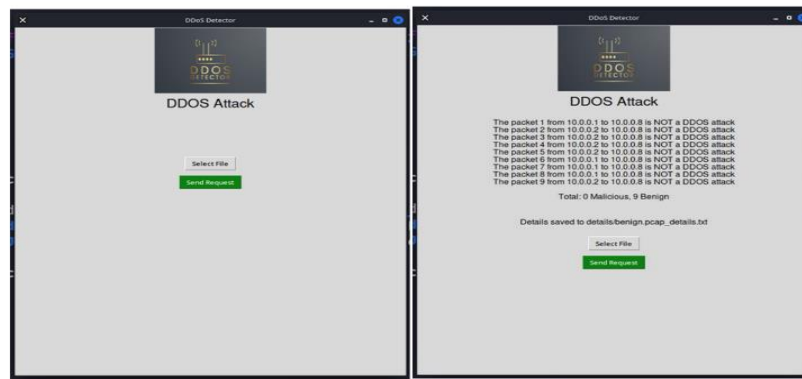 DDoS Detector
DDOS
DETECTOR
DDOS Attack
Select File
Send Request
DDoS Detector
DDOS
DETECTOR
DDOS Attack
The packet 1 from 10.0.0.1 to 10.0.0.8 is NOT a DDOS attack
The packet 2 from 10.0.0.2 to 10.0.0.8 is NOT a DDOS attack
The packet 3 from 10.0.0.2 to 10.0.0.8 is NOT a DDOS attack
The packet 4 from 10.0.0.2 to 10.0.0.8 is NOT a DDOS attack
The packet 5 from 10.0.0.2 to 10.0.0.8 is NOT a DDOS attack
The packet 6 from 10.0.0.1 to 10.0.0.8 is NOT a DDOS attack
The packet 7 from 10.0.0.1 to 10.0.0.8 is NOT a DDOS attack
The packet 8 from 10.0.0.1 to 10.0.0.8 is NOT a DDOS attack
The packet 9 from 10.0.0.2 to 10.0.0.8 is NOT a DDOS attack
Total: 0 Malicious, 9 Benign
Details saved to details/benign.pcap_details.txt
Select File
Send Request